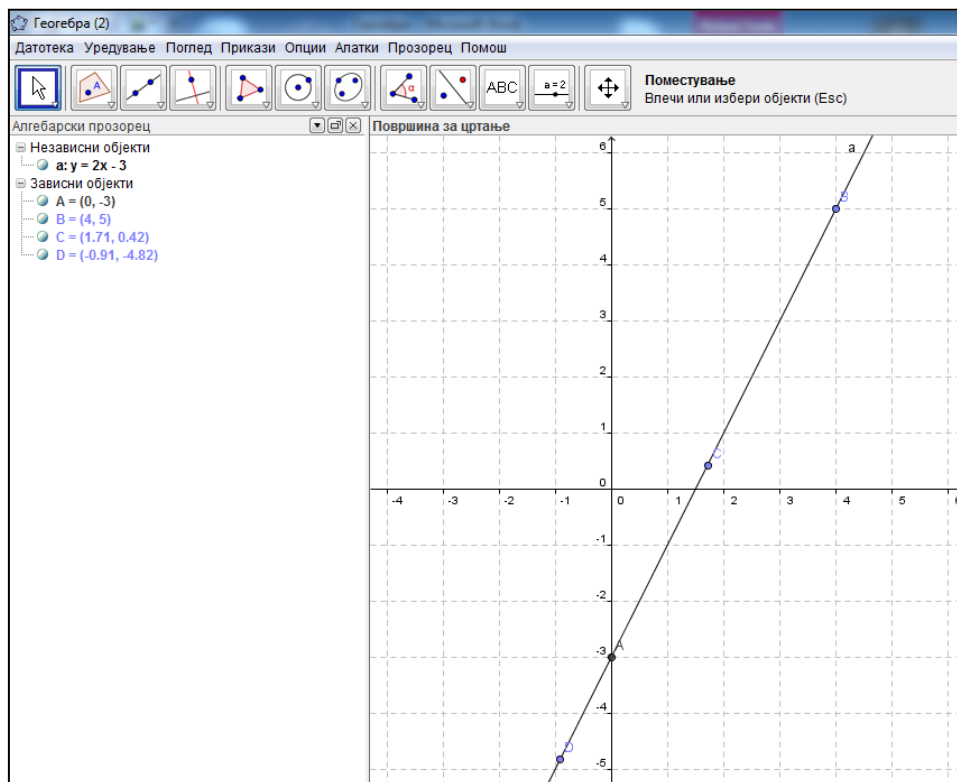 Геогебра (2)
Датотека Уредување Поглед Прикази Опции Алатки Прозорец Помош
A α ABC a=2
Поместување
Влечи или избери објекти (Esc)
Алгебарски прозорец
Површина за цртање
Независни објекти
a: y = 2x - 3
Зависни објекти
A = (0, -3)
B = (4, 5)
C = (1.71, 0.42)
D = (-0.91, -4.82)
6 a
5 B
4
3
2
1 C
0
-4 -3 -2 -1 0 1 2 3 4 5
-1
-2
-3 A
-4
D
-5